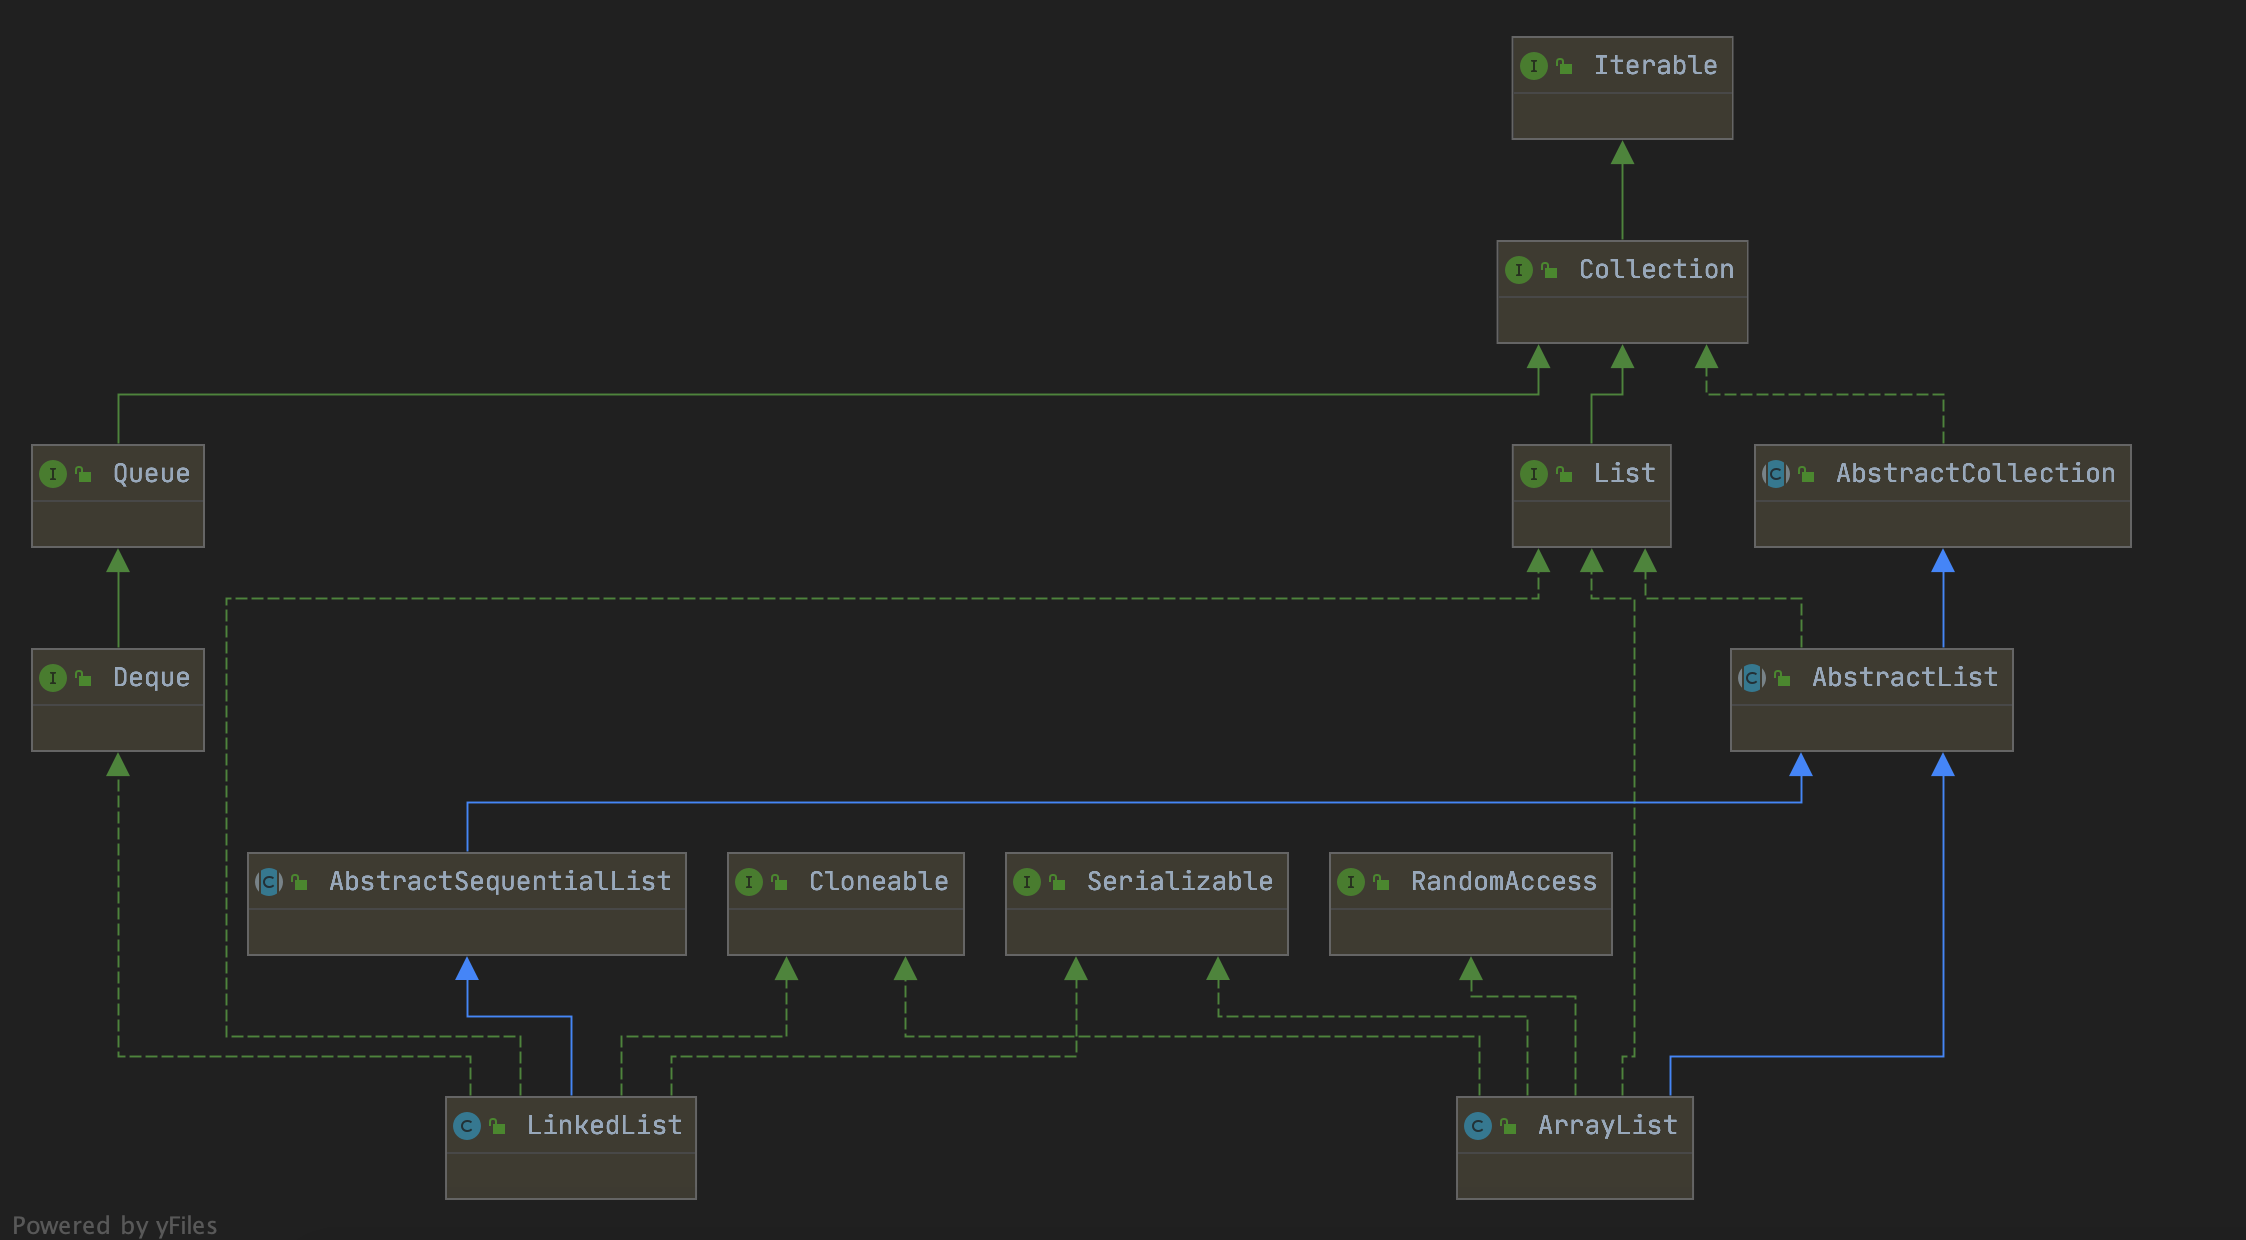 Iterable
Collection
Queue
List
AbstractCollection
Deque
AbstractList
AbstractSequentialList
Cloneable
Serializable
RandomAccess
LinkedList
ArrayList
Powered by yFiles